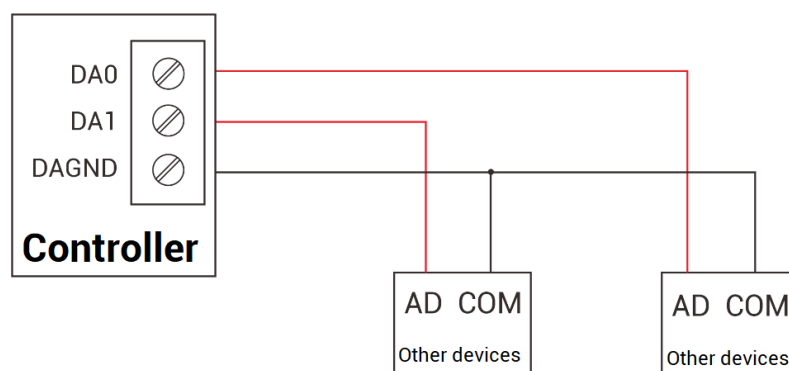 DA0
DA1
DAGND
Controller
AD COM
Other devices
AD COM
Other devices